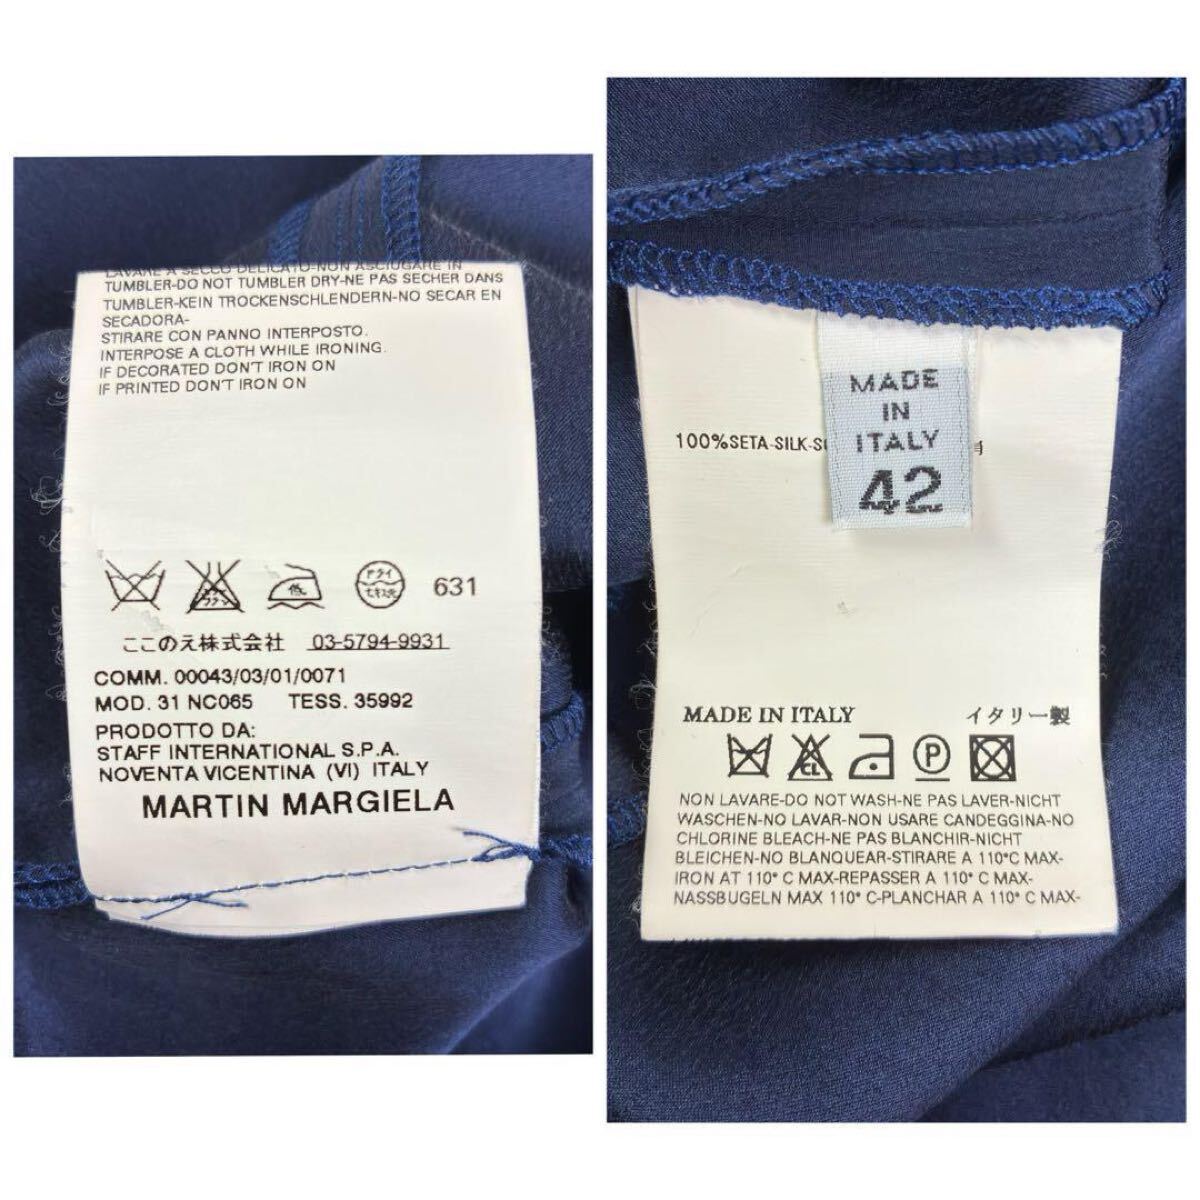 LAVARE A SECCO DELICATO-NON ASCIUGARE IN
TUMBLER-DO NOT TUMBLER DRY-NE PAS SECHER DANS
TUMBLER-KEIN TROCKENSCHLENDERN-NO SECAR EN
SECADORA-
STIRARE CON PANNO INTERPOSTO.
INTERPOSE A CLOTH WHILE IRONING.
IF DECORATED DON'T IRON ON
IF PRINTED DON'T IRON ON
低
ドライ
631
ここのえ株式会社 03-5794-9931
COMM. 00043/03/01/0071
MOD. 31 NC065 TESS. 35992
PRODOTTO DA:
STAFF INTERNATIONAL S.P.A.
NOVENTA VICENTINA (VI) ITALY
MARTIN MARGIELA
MADE
IN
ITALY
42
100%SETA-SILK-
MADE IN ITALY イタリー製
CL
P
NON LAVARE-DO NOT WASH-NE PAS LAVER-NICHT
WASCHEN-NO LAVAR-NON USARE CANDEGGINA-NO
CHLORINE BLEACH-NE PAS BLANCHIR-NICHT
BLEICHEN-NO BLANQUEAR-STIRARE A 110°C MAX-
IRON AT 110° C MAX-REPASSER A 110° C MAX-
NASSBUGELN MAX 110° C-PLANCHAR A 110° C MAX-